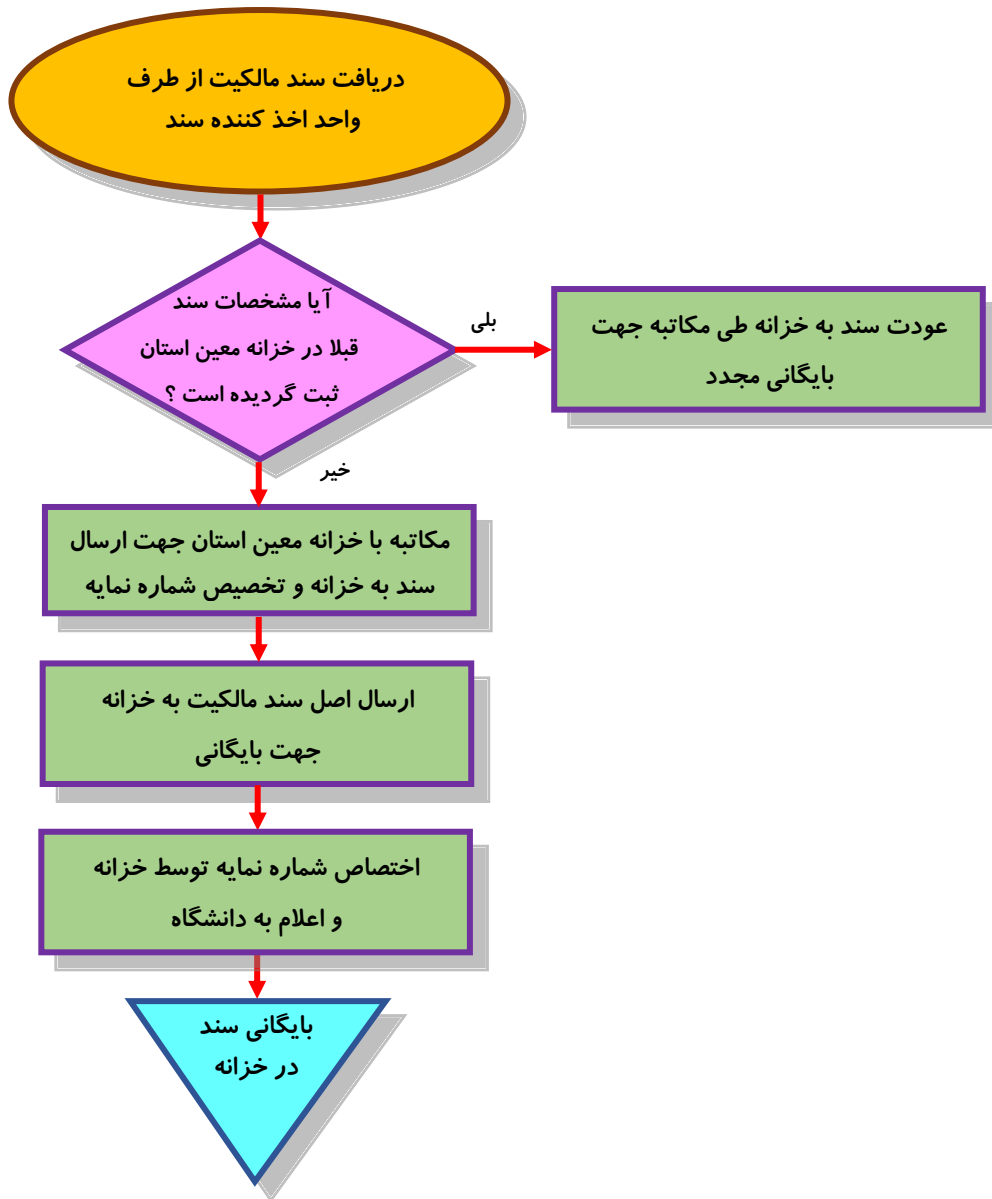 دریافت سند مالکیت از طرف
واحد اخذ کننده سند
آیا مشخصات سند
قبلا در خزانه معین استان
ثبت گردیده است ؟
بلی
عودت سند به خزانه طی مکاتبه جهت
بایگانی مجدد
خیر
مکاتبه با خزانه معین استان جهت ارسال
سند به خزانه و تخصیص شماره نمایه
ارسال اصل سند مالکیت به خزانه
جهت بایگانی
اختصاص شماره نمایه توسط خزانه
و اعلام به دانشگاه
بایگانی سند
در خزانه